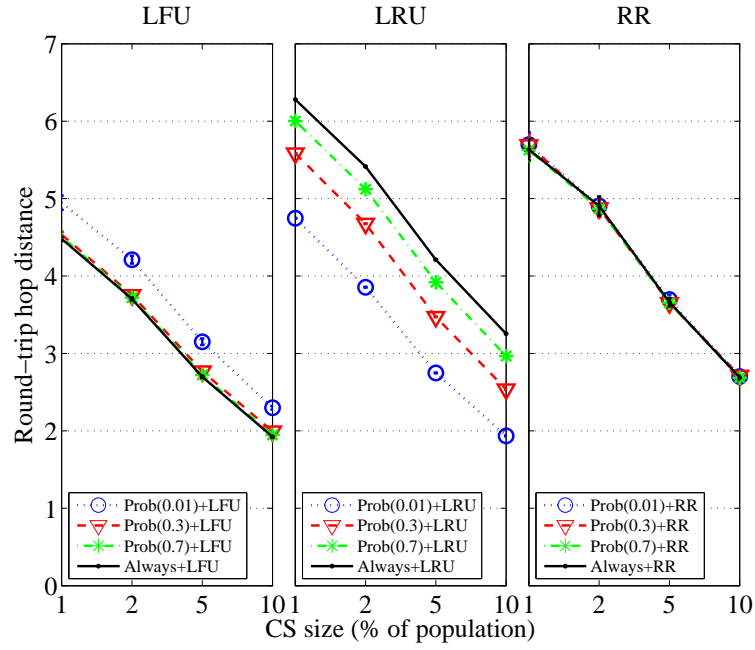 LFU
LRU
RR
Round−trip hop distance
7
6
5
4
3
2
1
0
Prob(0.01)+LFU
Prob(0.3)+LFU
Prob(0.7)+LFU
Always+LFU
Prob(0.01)+LRU
Prob(0.3)+LRU
Prob(0.7)+LRU
Always+LRU
Prob(0.01)+RR
Prob(0.3)+RR
Prob(0.7)+RR
Always+RR
1 2 5 10
1 2 5 10
1 2 5 10
CS size (% of population)